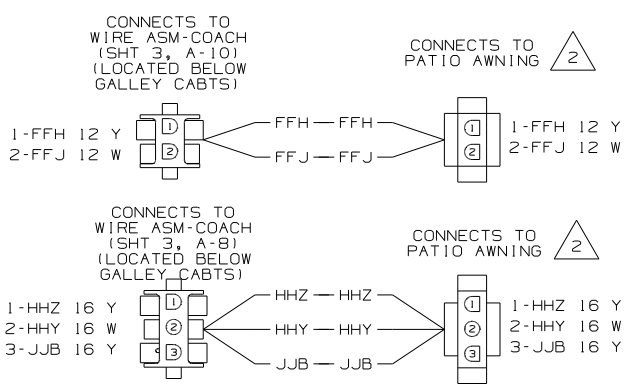 CONNECTS TO
WIRE ASM-COACH
(SHT 3, A-10)
(LOCATED BELOW
GALLEY CABTS)
CONNECTS TO
PATIO AWNING 2
1-FFH 12 Y
2-FFJ 12 W
1
2
FFH FFH
FFJ FFJ
1
2
1-FFH 12 Y
2-FFJ 12 W
CONNECTS TO
WIRE ASM-COACH
(SHT 3, A-8)
(LOCATED BELOW
GALLEY CABTS)
CONNECTS TO
PATIO AWNING 2
1-HHZ 16 Y
2-HHY 16 W
3-JJB 16 Y
1
2
3
HHZ HHZ
HHY HHY
JJB JJB
1
2
3
1-HHZ 16 Y
2-HHY 16 W
3-JJB 16 Y